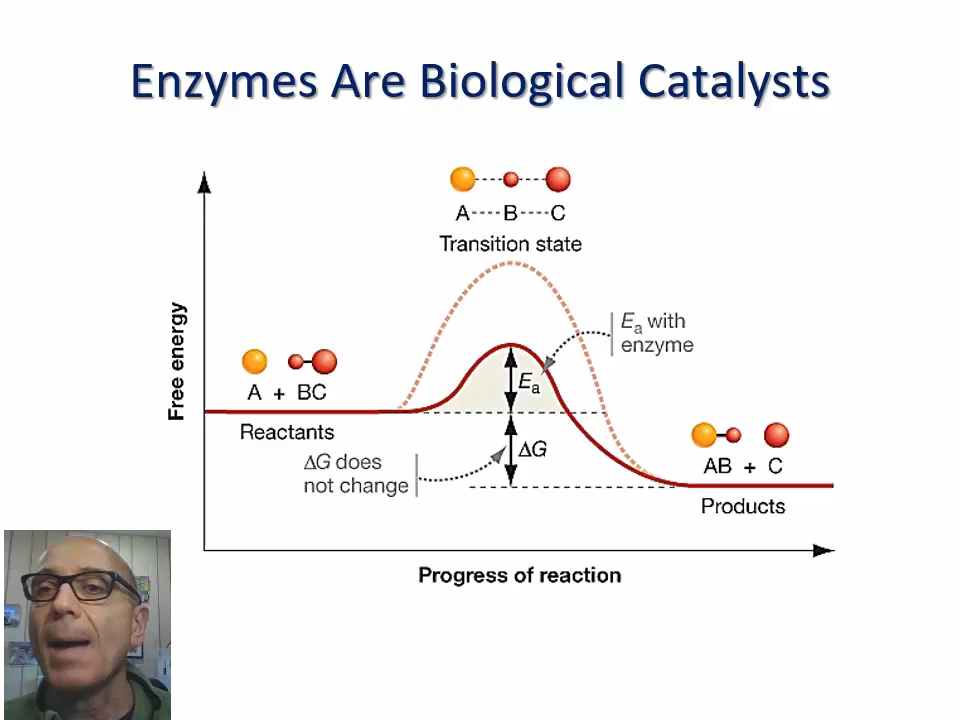 Enzymes Are Biological Catalysts
A----B----C
Transition state
Free energy
Eₐ with
enzyme
A + BC
Eₐ
Reactants
ΔG
AB + C
ΔG does
not change
Products
Progress of reaction